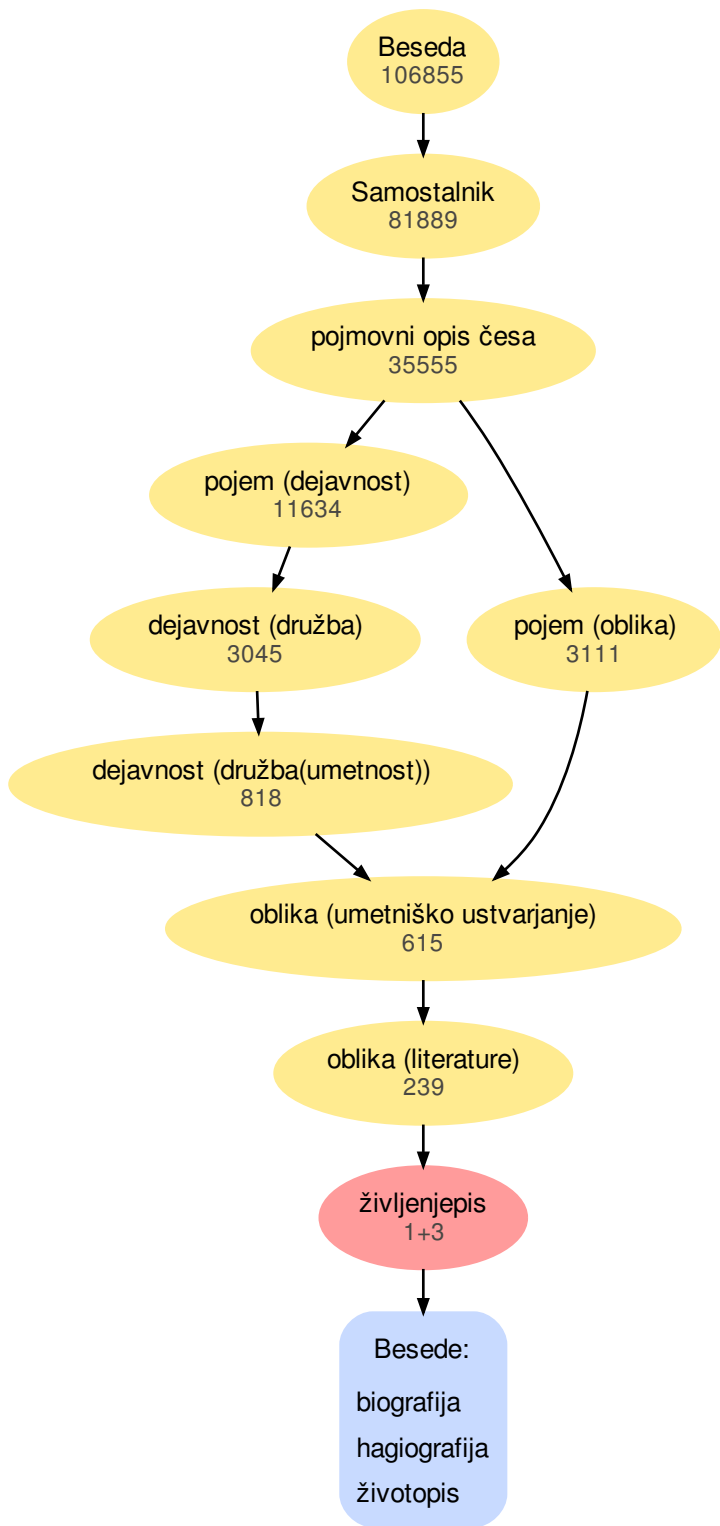 Beseda
106855
Samostalnik
81889
pojmovni opis česa
35555
pojem (dejavnost)
11634
dejavnost (družba)
3045
pojem (oblika)
3111
dejavnost (družba(umetnost))
818
oblika (umetniško ustvarjanje)
615
oblika (literature)
239
življenjepis
1+3
Besede:
biografija
hagiografija
životopis